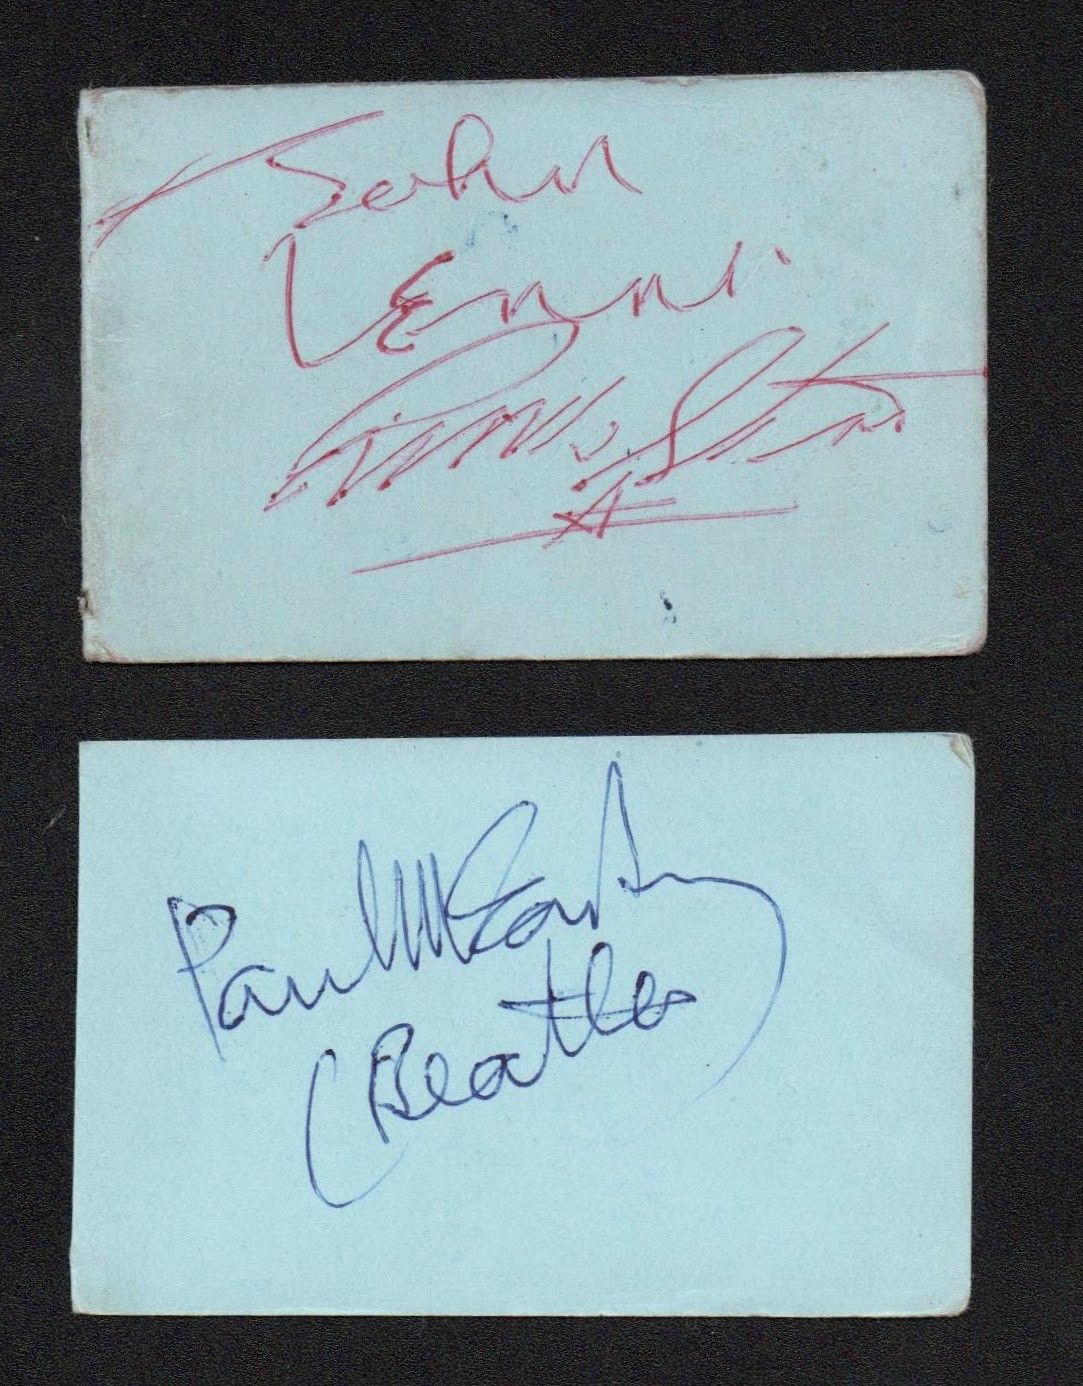 John
Lennon
Ringo Starr
Paul McCartney
(Beatles)